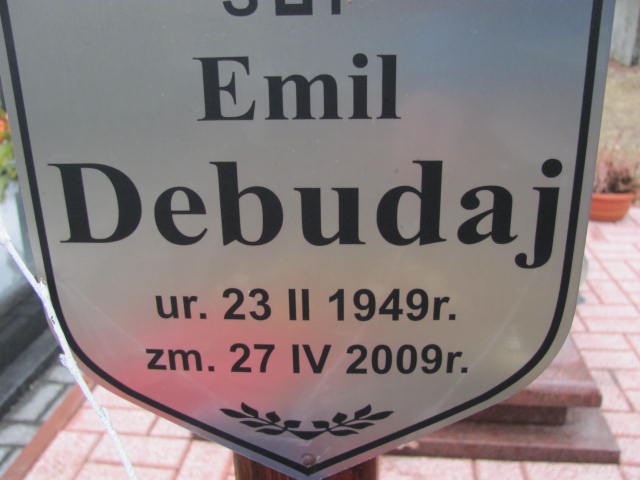 Emil
Debudaj
ur. 23 II 1949r.
zm. 27 IV 2009r.